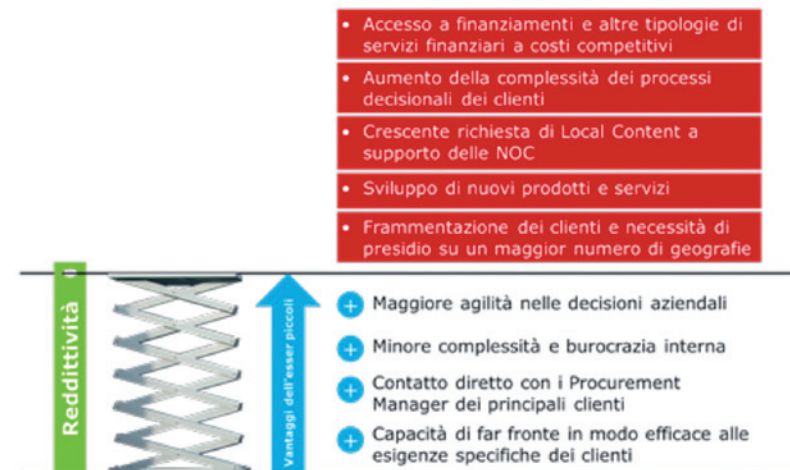 • Accesso a finanziamenti e altre tipologie di
servizi finanziari a costi competitivi
• Aumento della complessità dei processi
decisionali dei clienti
• Crescente richiesta di Local Content a
supporto delle NOC
• Sviluppo di nuovi prodotti e servizi
• Frammentazione dei clienti e necessità di
presidio su un maggior numero di geografie
Reddittività
0
Vantaggi dell'esser piccoli
+ Maggiore agilità nelle decisioni aziendali
+ Minore complessità e burocrazia interna
+ Contatto diretto con i Procurement
Manager dei principali clienti
+ Capacità di far fronte in modo efficace alle
esigenze specifiche dei clienti